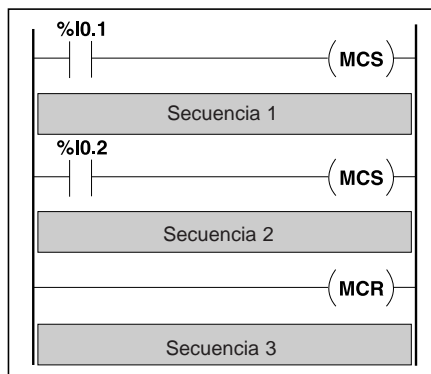 %I0.1
MCS
Secuencia 1
%I0.2
MCS
Secuencia 2
MCR
Secuencia 3